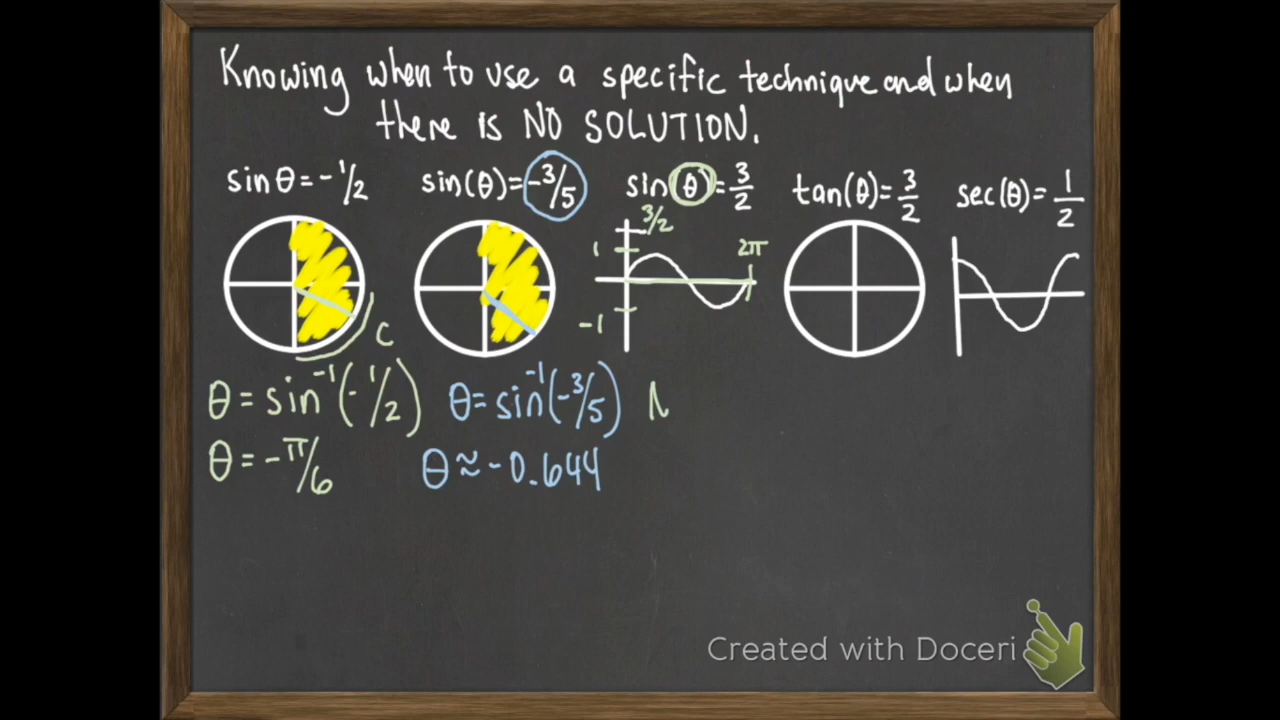 Knowing when to use a specific technique and when
there is NO SOLUTION.
sin θ = -1/2
sin(θ) = -3/5
sin(θ) = 3/2
tan(θ) = 3/2
sec(θ) = 1/2
3/2
1
2π
-1
C
θ = sin⁻¹(-1/2)
θ = -π/6
θ = sin⁻¹(-3/5)
θ ≈ -0.644
Created with Doceri